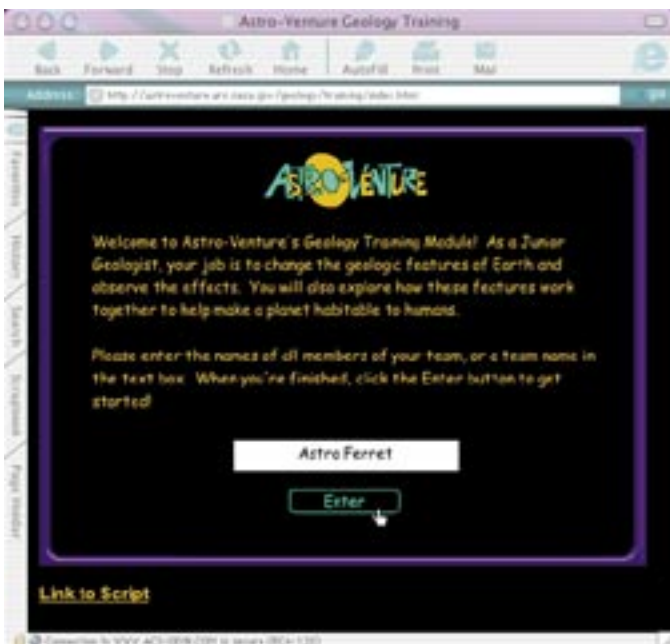 Astro-Venture Geology Training
Back Forward Stop Refresh Home AutoFill Print Mail
Address:
Favorites
History
Search
Scrapbook
Page Holder
ASTRO-VENTURE
Welcome to Astro-Venture's Geology Training Module! As a Junior
Geologist, your job is to change the geologic features of Earth and
observe the effects. You will also explore how these features work
together to help make a planet habitable to humans.
Please enter the names of all members of your team, or a team name in
the text box. When you're finished, click the Enter button to get
started!
Astro Ferret
Enter
Link to Script